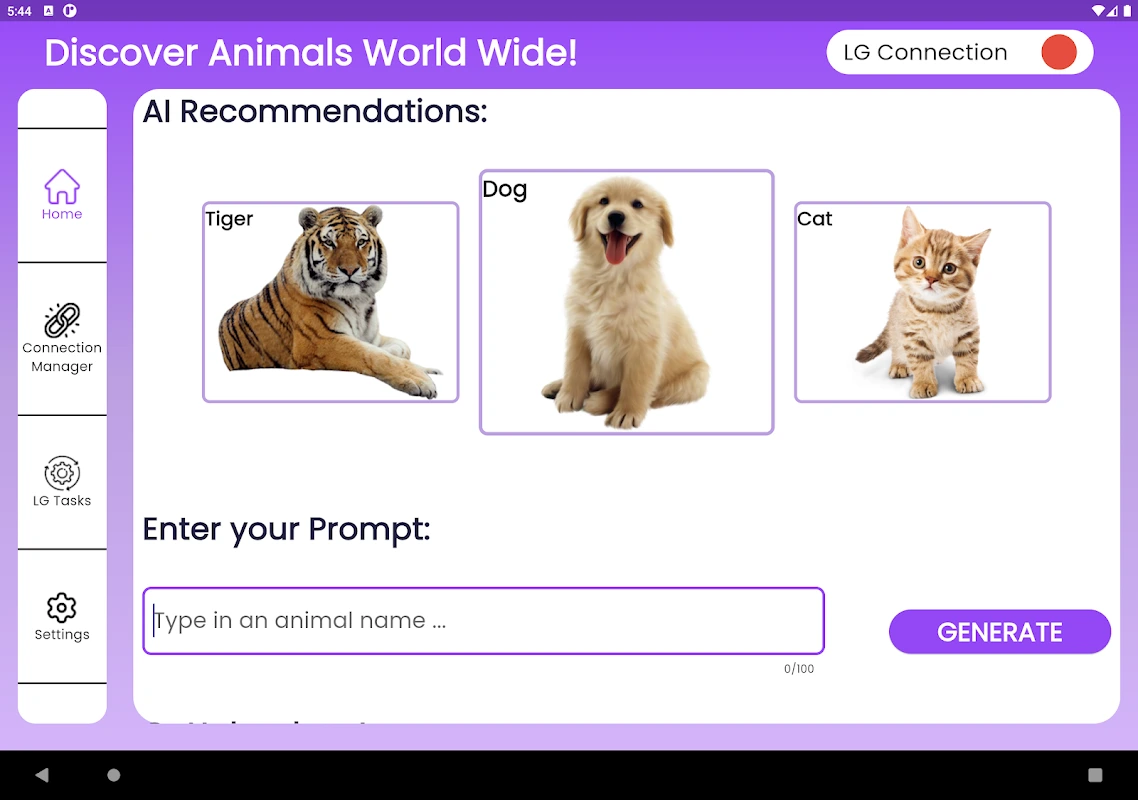 5:44
Discover Animals World Wide!
LG Connection
AI Recommendations:
Home
Connection
Manager
LG Tasks
Settings
Tiger
Dog
Cat
Enter your Prompt:
Type in an animal name ...
GENERATE
0/100